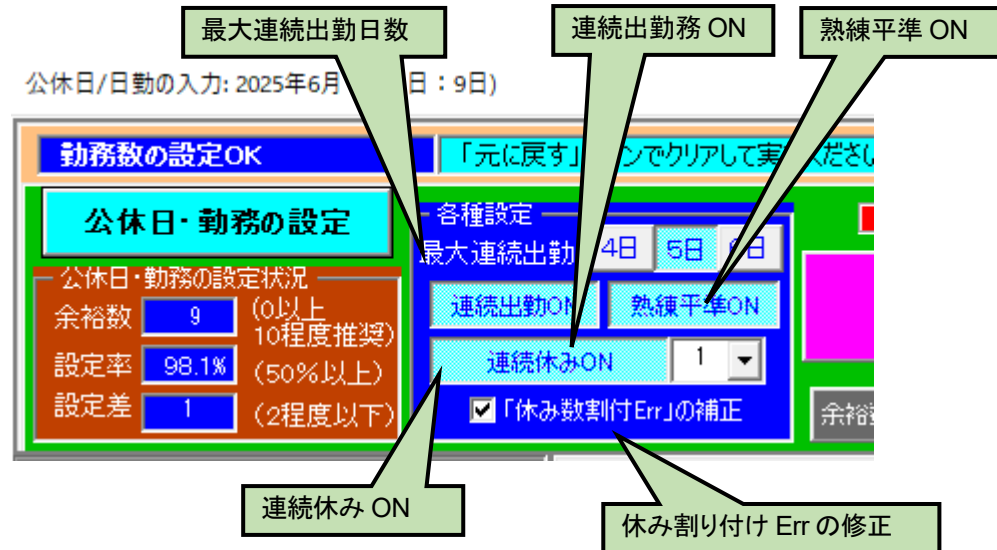 最大連続出勤日数
連続出勤務 ON
熟練平準 ON
公休日/日勤の入力: 2025年6月 日：9日)
勤務数の設定OK
「元に戻す」 ンでクリアして実 ください
公休日・勤務の設定
各種設定
最大連続出勤 4日 5日 6日
公休日・勤務の設定状況
余裕数 9 (0以上
10程度推奨)
設定率 98.1% (50%以上)
設定差 1 (2程度以下)
連続出勤ON 熟練平準ON
連続休みON 1
「休み数割付Err」の補正
余裕
連続休み ON
休み割り付け Err の修正